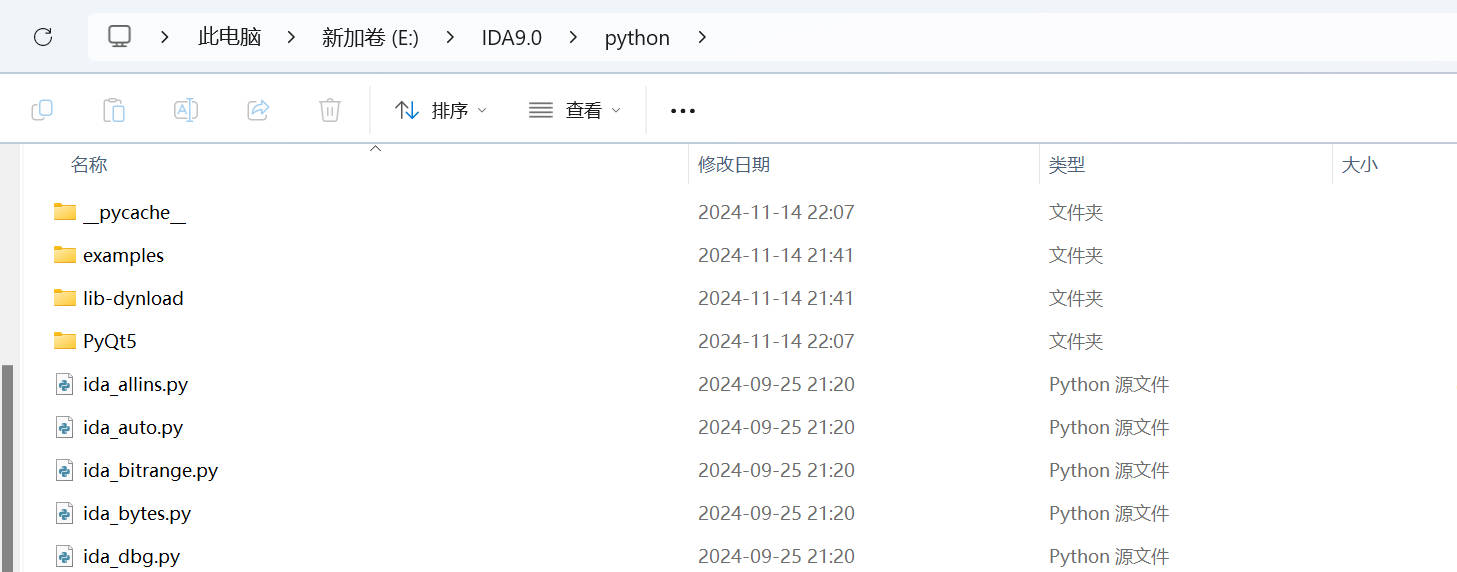 此电脑 新加卷 (E:) IDA9.0 python
排序 查看
名称 修改日期 类型 大小
__pycache__ 2024-11-14 22:07 文件夹
examples 2024-11-14 21:41 文件夹
lib-dynload 2024-11-14 21:41 文件夹
PyQt5 2024-11-14 22:07 文件夹
ida_allins.py 2024-09-25 21:20 Python 源文件
ida_auto.py 2024-09-25 21:20 Python 源文件
ida_bitrange.py 2024-09-25 21:20 Python 源文件
ida_bytes.py 2024-09-25 21:20 Python 源文件
ida_dbg.py 2024-09-25 21:20 Python 源文件